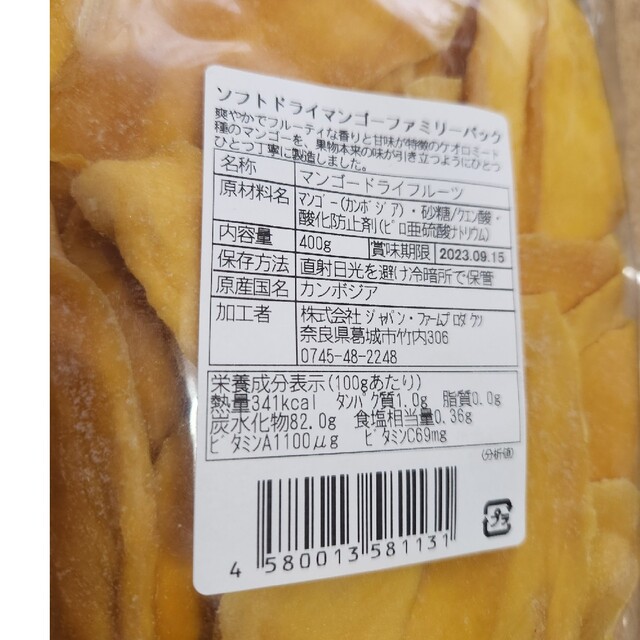 ソフトドライマンゴーファミリーパック
爽やかでフルーティな香りと甘味が特徴のケオロミート
種のマンゴーを、果物本来の味が引き立つようにひとつ
ひとつ丁寧に製造しました。
名称 マンゴードライフルーツ
原材料名 マンゴー(カンボジア)・砂糖/クエン酸・
酸化防止剤(ピロ亜硫酸ナトリウム)
内容量 400g 賞味期限 2023.09.15
保存方法 直射日光を避け冷暗所で保管
原産国名 カンボジア
加工者 株式会社 ジャパン・ファームプロダクツ
奈良県葛城市竹内306
0745-48-2248
栄養成分表示(100gあたり)
熱量341kcal タンパク質1.0g 脂質0.0g
炭水化物82.0g 食塩相当量0.36g
ビタミンA1100μg ビタミンC69mg
(分析値)
プラ
4 580013 581131